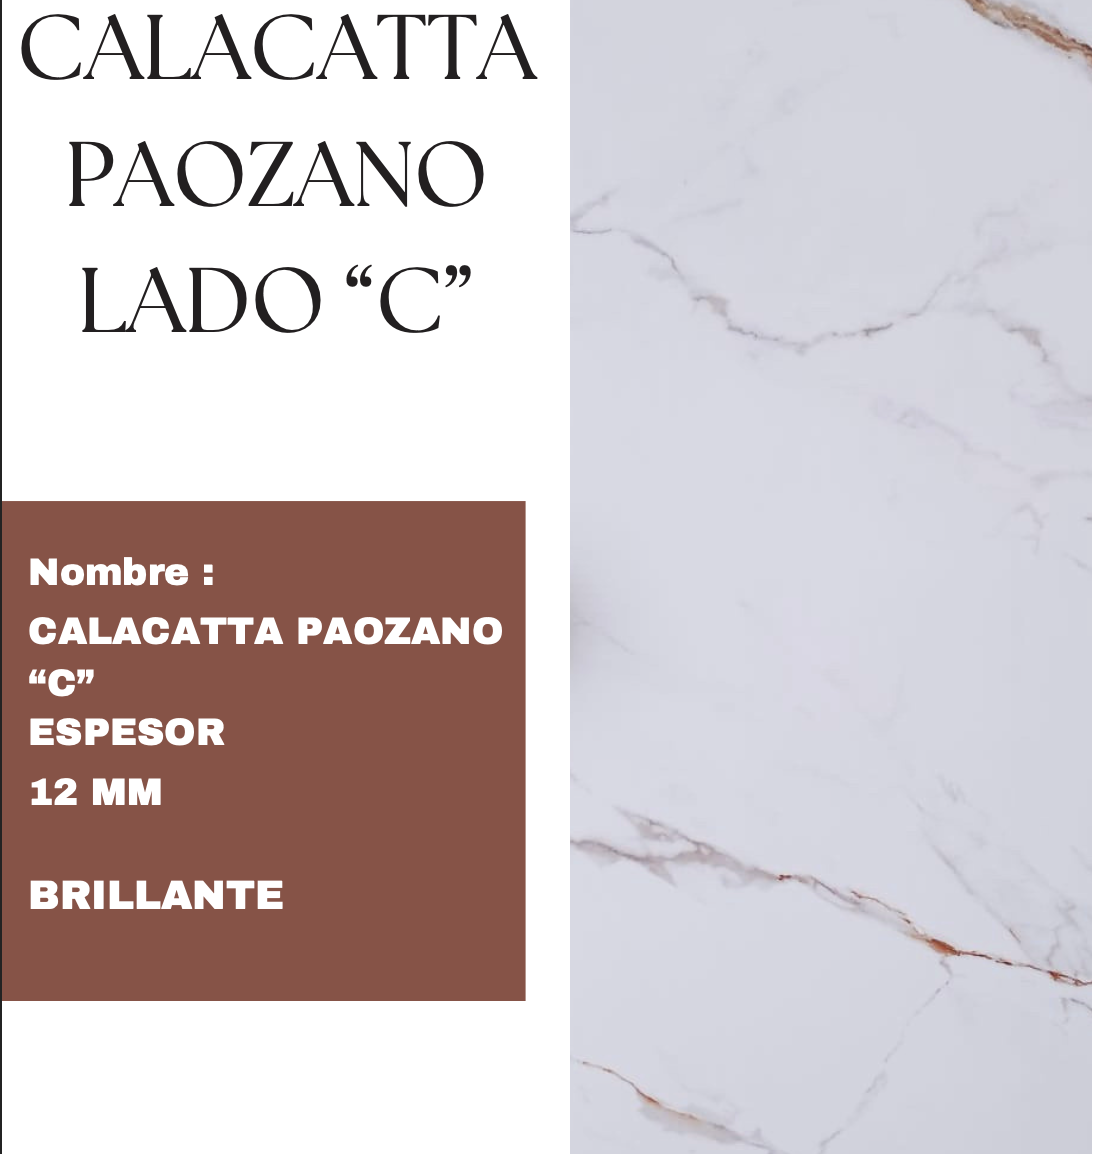 CALACATTA
PAOZANO
LADO “C”
Nombre :
CALACATTA PAOZANO
“C”
ESPESOR
12 MM
BRILLANTE